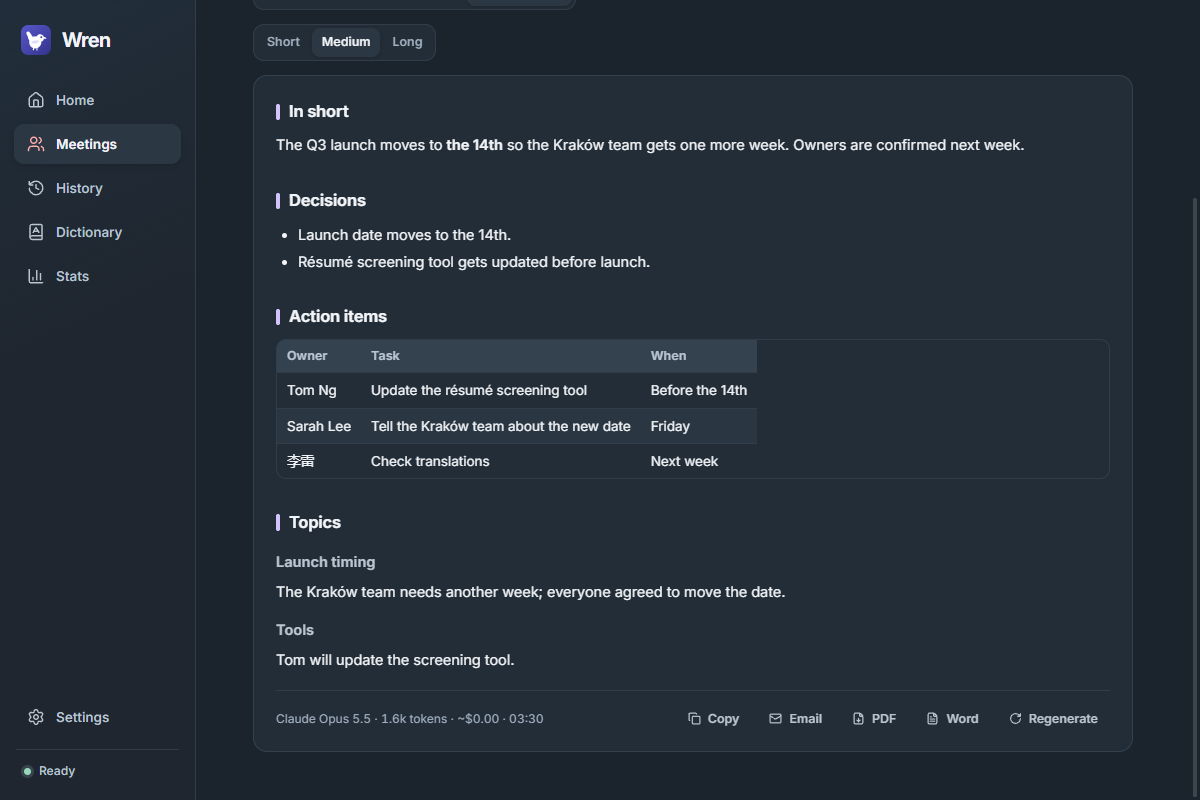 Wren
Home
Meetings
History
Dictionary
Stats
Settings
Ready
Short Medium Long
In short
The Q3 launch moves to the 14th so the Kraków team gets one more week. Owners are confirmed next week.
Decisions
• Launch date moves to the 14th.
• Résumé screening tool gets updated before launch.
Action items
Owner Task When
Tom Ng Update the résumé screening tool Before the 14th
Sarah Lee Tell the Kraków team about the new date Friday
李雷 Check translations Next week
Topics
Launch timing
The Kraków team needs another week; everyone agreed to move the date.
Tools
Tom will update the screening tool.
Claude Opus 5.5 · 1.6k tokens · ~$0.00 · 03:30
Copy Email PDF Word Regenerate